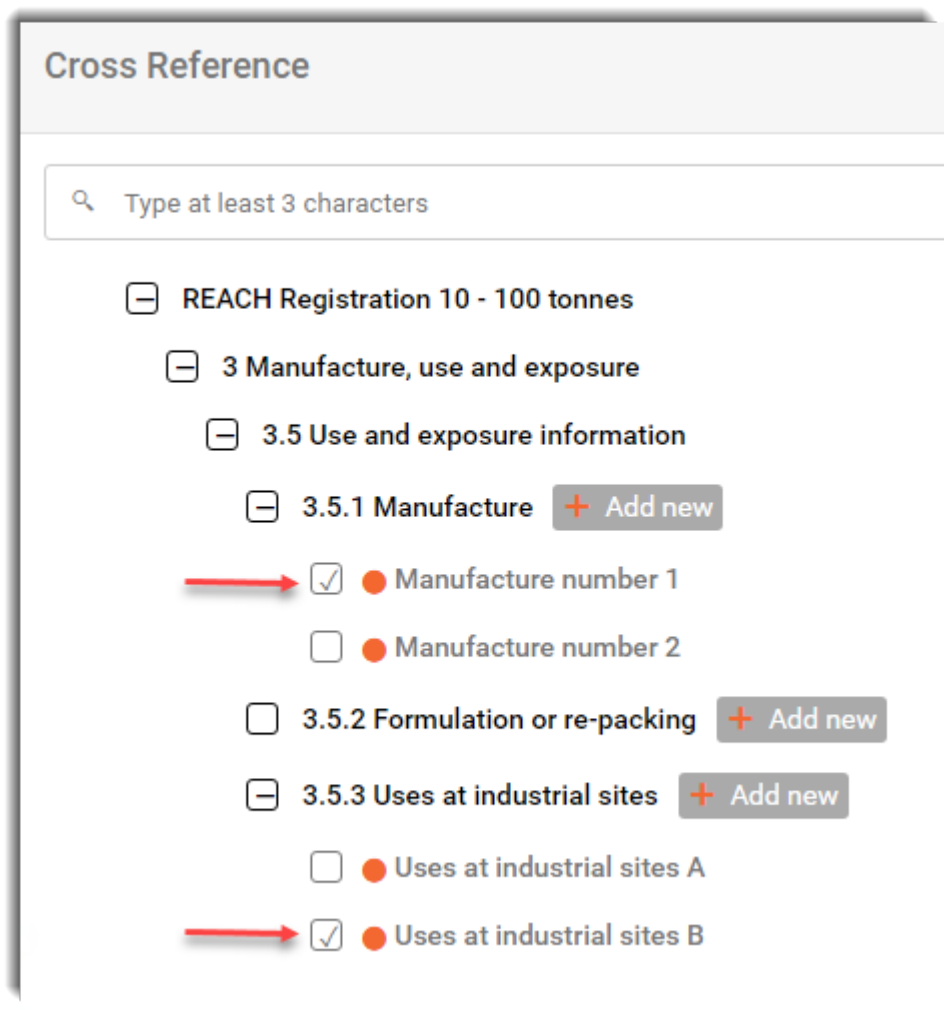 Cross Reference
Type at least 3 characters
REACH Registration 10 - 100 tonnes
3 Manufacture, use and exposure
3.5 Use and exposure information
3.5.1 Manufacture + Add new
Manufacture number 1
Manufacture number 2
3.5.2 Formulation or re-packing + Add new
3.5.3 Uses at industrial sites + Add new
Uses at industrial sites A
Uses at industrial sites B